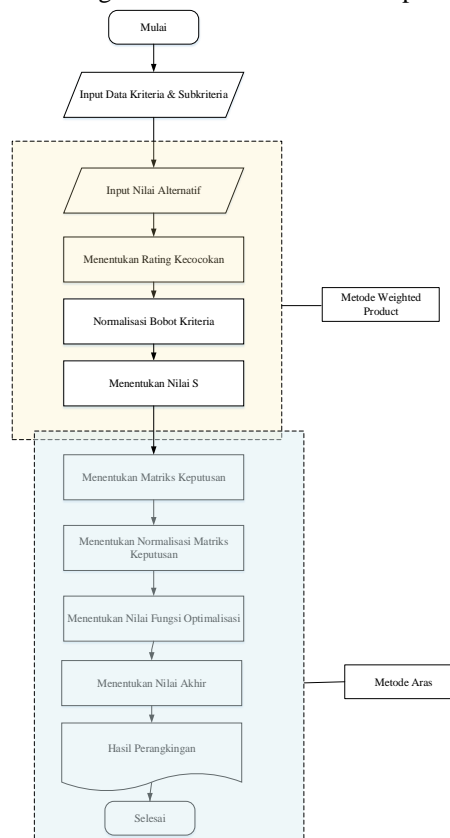 Mulai
Input Data Kriteria & Subkriteria
Input Nilai Alternatif
Menentukan Rating Kecocokan
Normalisasi Bobot Kriteria
Metode Weighted
Product
Menentukan Nilai S
Menentukan Matriks Keputusan
Menentukan Normalisasi Matriks
Keputusan
Menentukan Nilai Fungsi Optimalisasi
Menentukan Nilai Akhir
Metode Aras
Hasil Perangkingan
Selesai